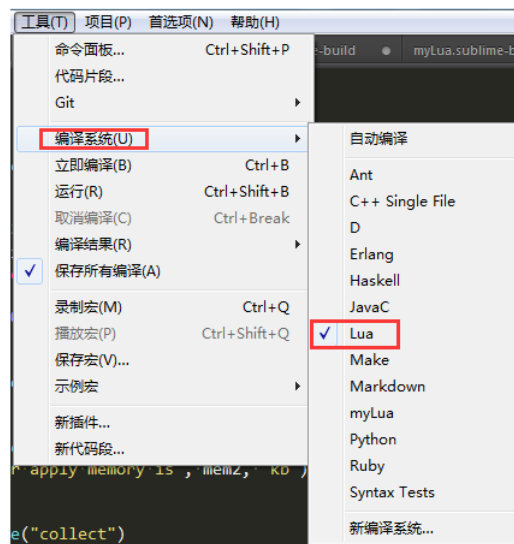 工具(T) 项目(P) 首选项(N) 帮助(H)
命令面板... Ctrl+Shift+P
-build myLua.sublime-b
代码片段...
Git
编译系统(U)
立即编译(B) Ctrl+B
运行(R) Ctrl+Shift+B
取消编译(C) Ctrl+Break
编译结果(R)
保存所有编译(A)
录制宏(M) Ctrl+Q
播放宏(P) Ctrl+Shift+Q
保存宏(V)...
示例宏
新插件...
新代码段...
自动编译
Ant
C++ Single File
D
Erlang
Haskell
JavaC
Lua
Make
Markdown
myLua
Python
Ruby
Syntax Tests
新编译系统...
r apply memory is", mem2, "kb")
e("collect")